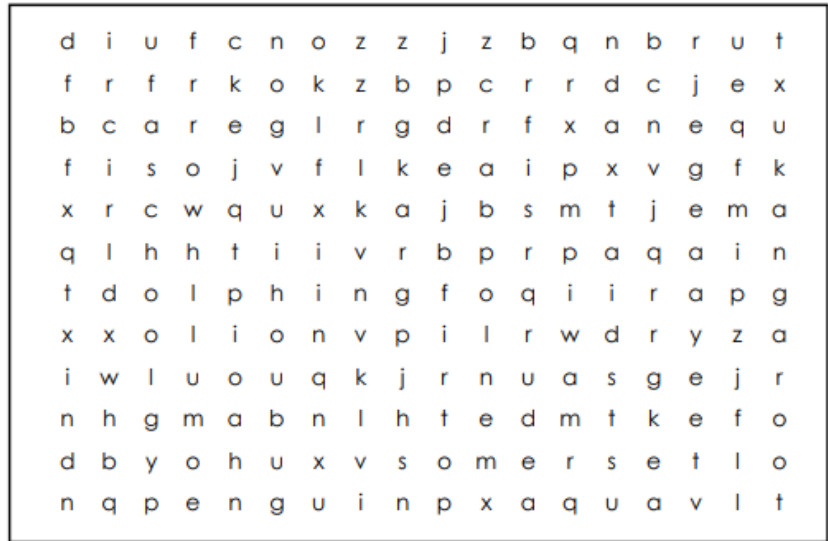 d i u f c n o z z j z b q n b r u t
f r f r k o k z b p c r r d c j e x
b c a r e g l r g d r f x a n e q u
f i s o j v f l k e a i p x v g f k
x r c w q u x k a j b s m t j e m a
q l h h t i i v r b p r p a q a i n
t d o l p h i n g f o q i i r a p g
x x o l i o n v p i l r w d r y z a
i w l u o u q k j r n u a s g e j r
n h g m a b n l h t e d m t k e f o
d b y o h u x v s o m e r s e t l o
n q p e n g u i n p x a q u a v l t